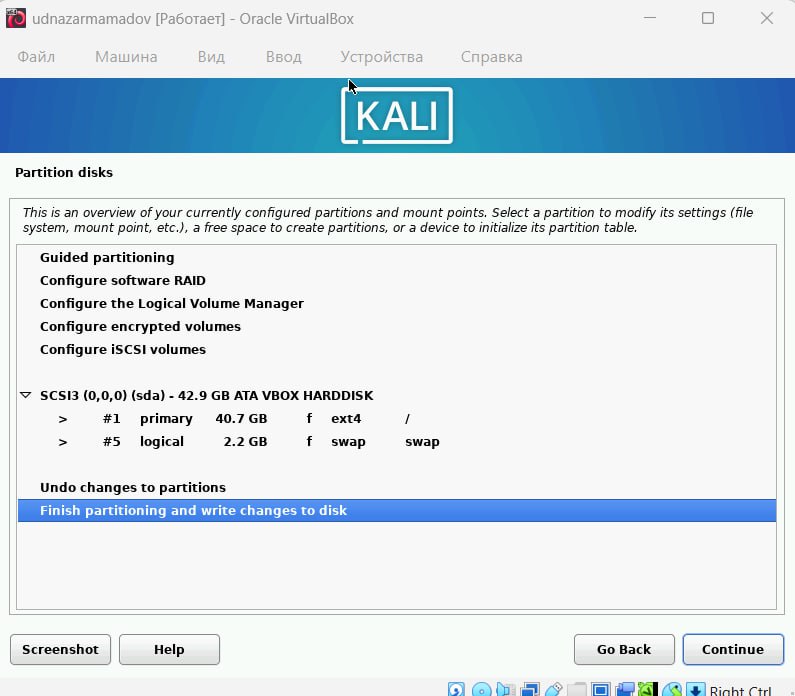 udnazarmamadov [Работает] - Oracle VirtualBox
Файл Машина Вид Ввод Устройства Справка
KALI
Partition disks
This is an overview of your currently configured partitions and mount points. Select a partition to modify its settings (file
system, mount point, etc.), a free space to create partitions, or a device to initialize its partition table.
Guided partitioning
Configure software RAID
Configure the Logical Volume Manager
Configure encrypted volumes
Configure iSCSI volumes
SCSI3 (0,0,0) (sda) - 42.9 GB ATA VBOX HARDDISK
> #1 primary 40.7 GB f ext4 /
> #5 logical 2.2 GB f swap swap
Undo changes to partitions
Finish partitioning and write changes to disk
Screenshot Help Go Back Continue
Right Ctrl